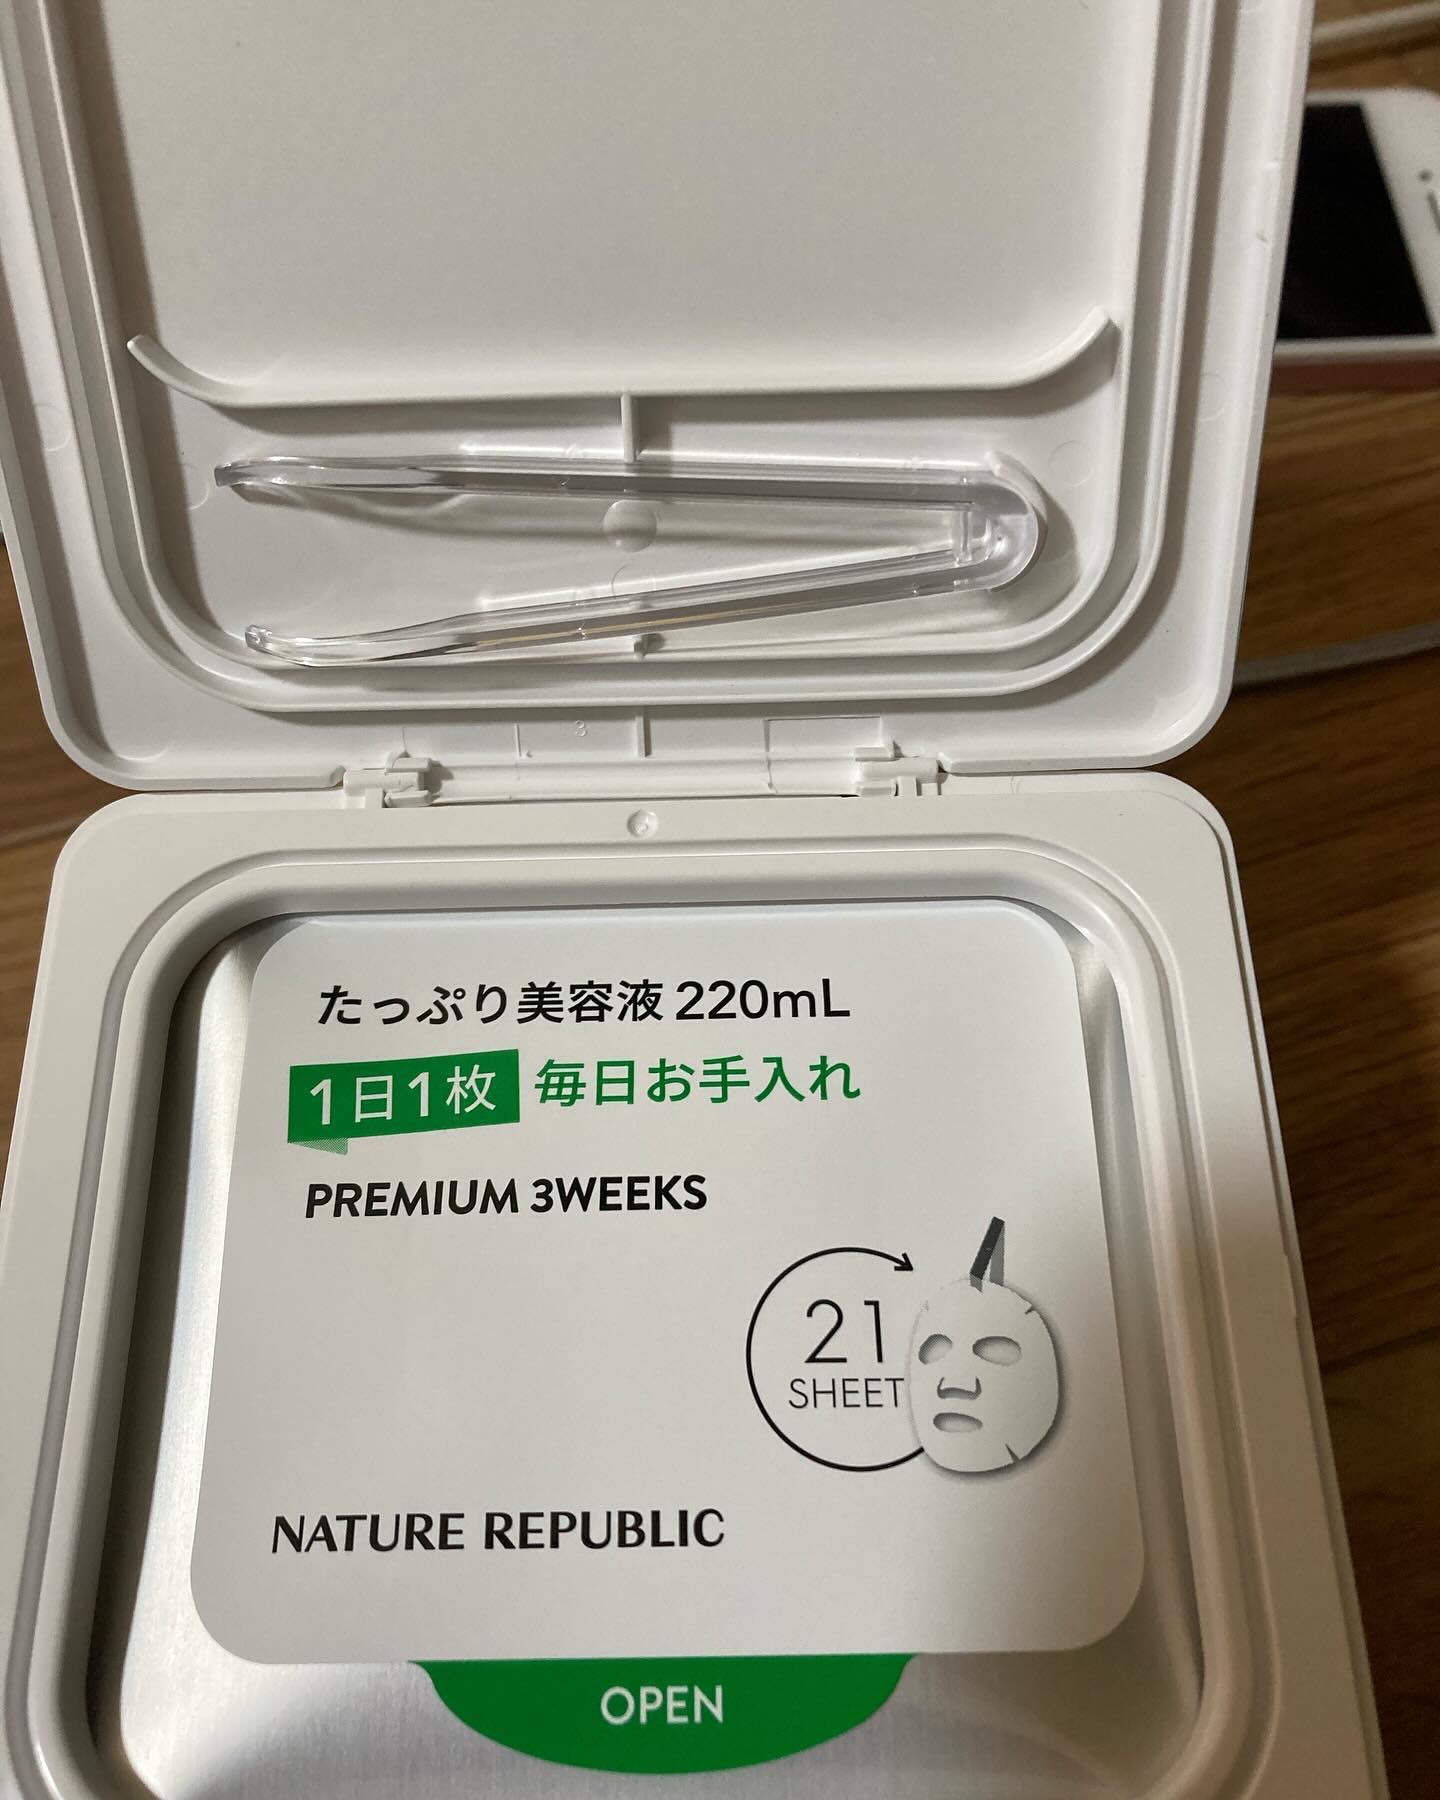 3
たっぷり美容液 220mL
1日1枚 毎日お手入れ
PREMIUM 3WEEKS
21
SHEET
NATURE REPUBLIC
OPEN